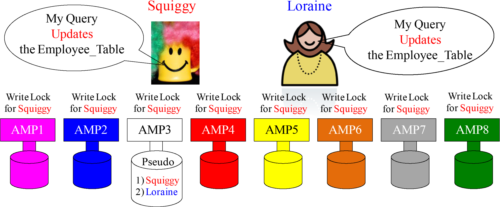 Squiggy
Loraine
My Query
Updates
the Employee_Table
My Query
Updates
the Employee_Table
Write Lock
for Squiggy
Write Lock
for Squiggy
Write Lock
for Squiggy
Write Lock
for Squiggy
Write Lock
for Squiggy
Write Lock
for Squiggy
Write Lock
for Squiggy
Write Lock
for Squiggy
AMP1
AMP2
AMP3
AMP4
AMP5
AMP6
AMP7
AMP8
Pseudo
1) Squiggy
2) Loraine